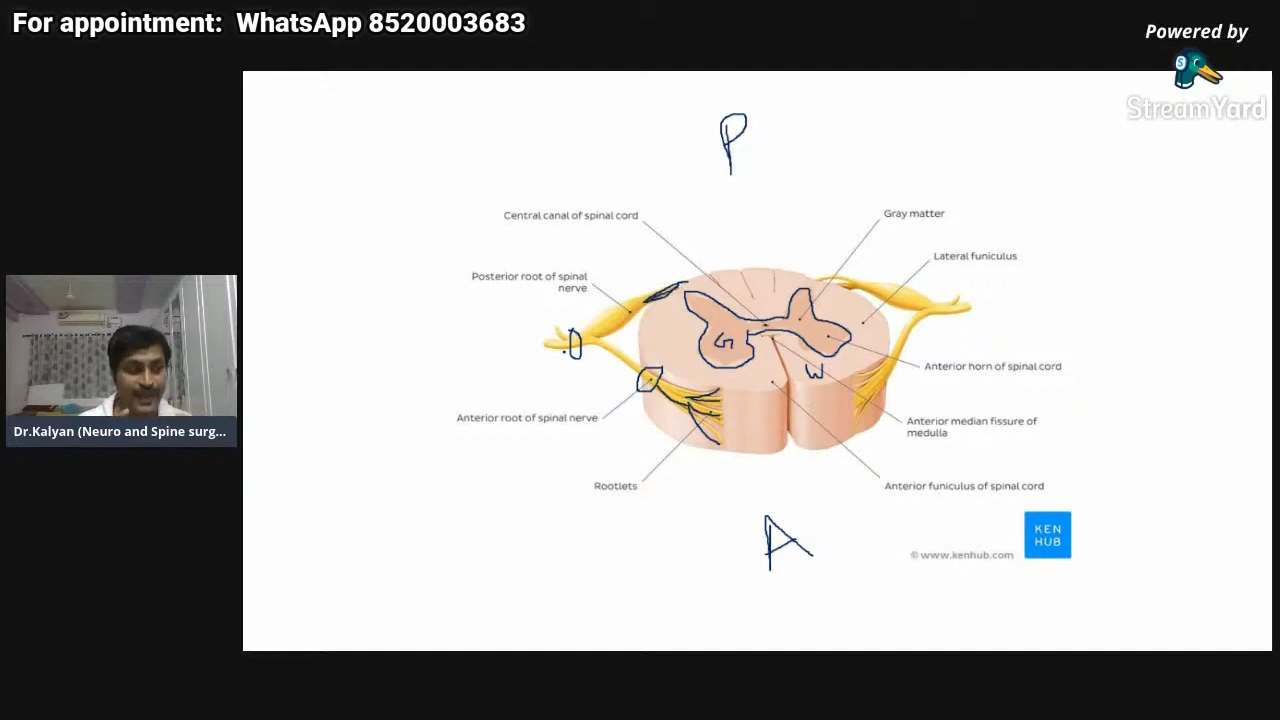 For appointment:  WhatsApp 8520003683
Powered by
StreamYard
P
Central canal of spinal cord
Gray matter
Lateral funiculus
Posterior root of spinal
nerve
G
W
Anterior horn of spinal cord
Anterior root of spinal nerve
Anterior median fissure of
medulla
Rootlets
Anterior funiculus of spinal cord
A
KEN
HUB
© www.kenhub.com
Dr.Kalyan (Neuro and Spine surg...